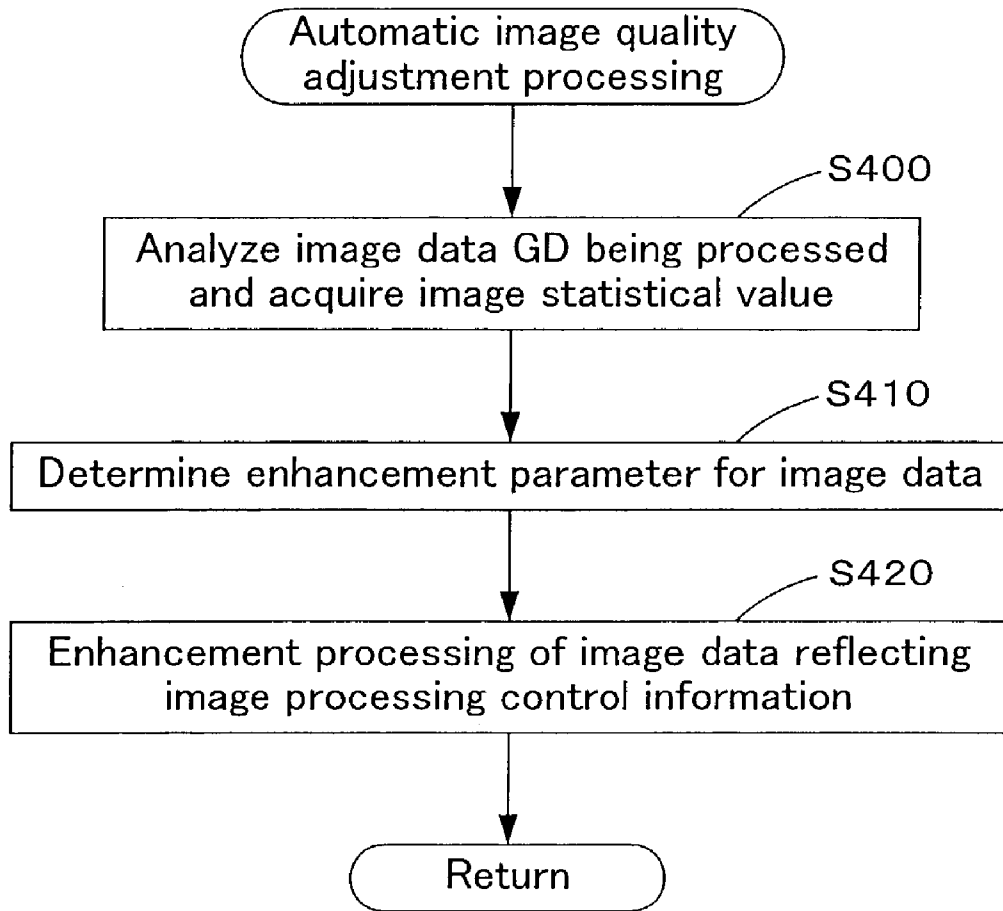 Automatic image quality
adjustment processing
S400
Analyze image data GD being processed
and acquire image statistical value
S410
Determine enhancement parameter for image data
S420
Enhancement processing of image data reflecting
image processing control information
Return